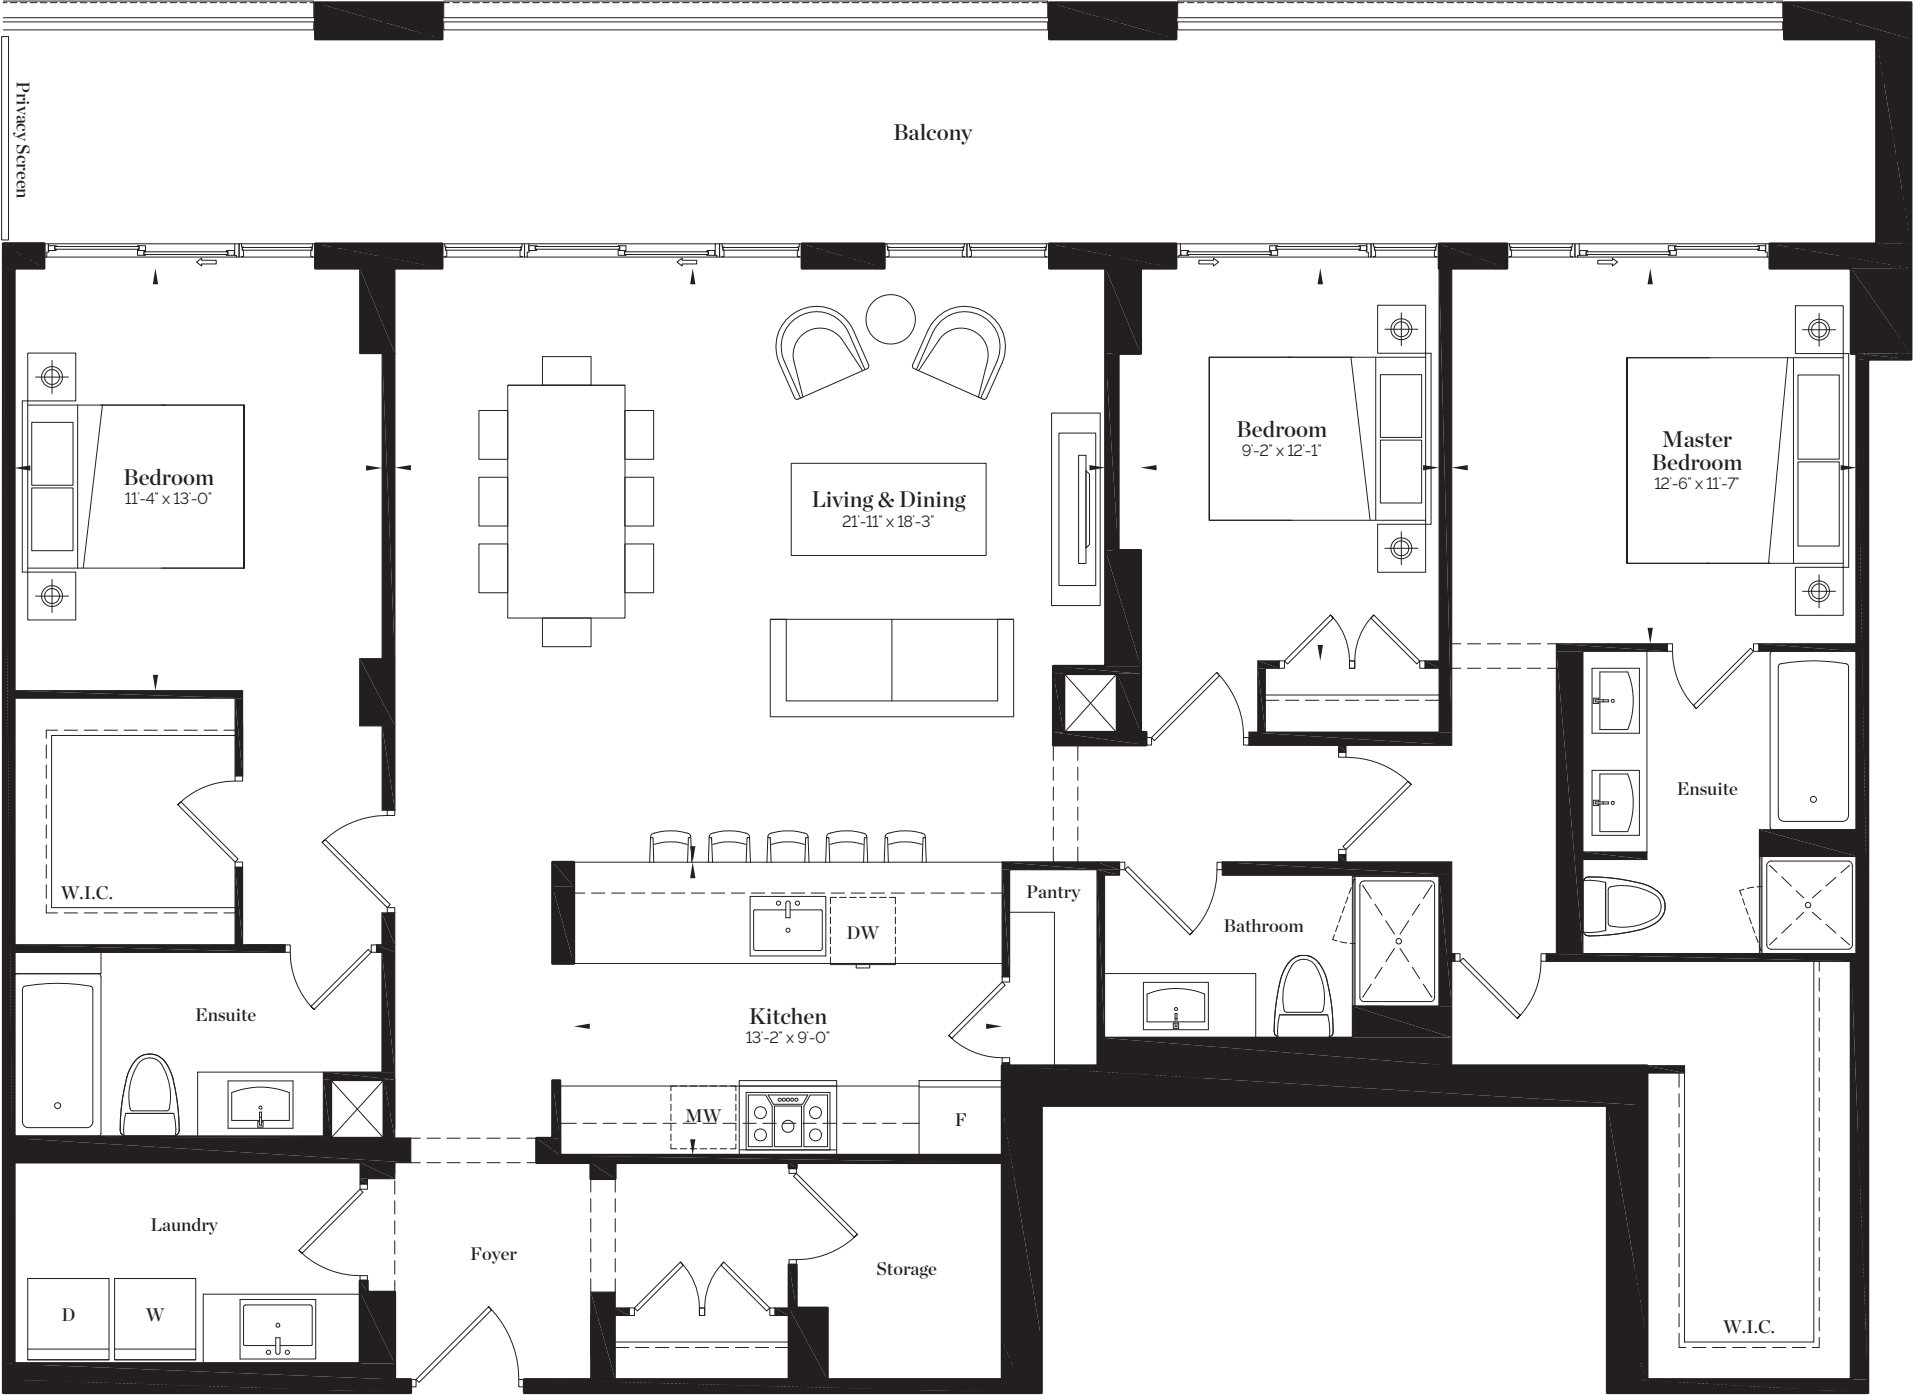 Privacy Screen
Balcony
Bedroom
11'-4" x 13'-0"
Living & Dining
21'-11" x 18'-3"
Bedroom
9'-2" x 12'-1"
Master
Bedroom
12'-6" x 11'-7"
W.I.C.
Ensuite
Pantry
DW
Bathroom
Ensuite
Kitchen
13'-2" x 9'-0"
MW
F
Laundry
Foyer
Storage
D
W
W.I.C.